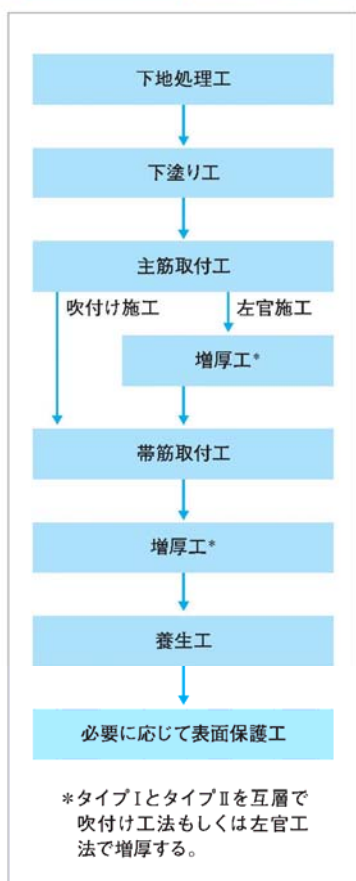 下地処理工
下塗り工
主筋取付工
吹付け施工
左官施工
増厚工*
帯筋取付工
増厚工*
養生工
必要に応じて表面保護工
*タイプⅠとタイプⅡを互層で
吹付け工法もしくは左官工
法で増厚する。